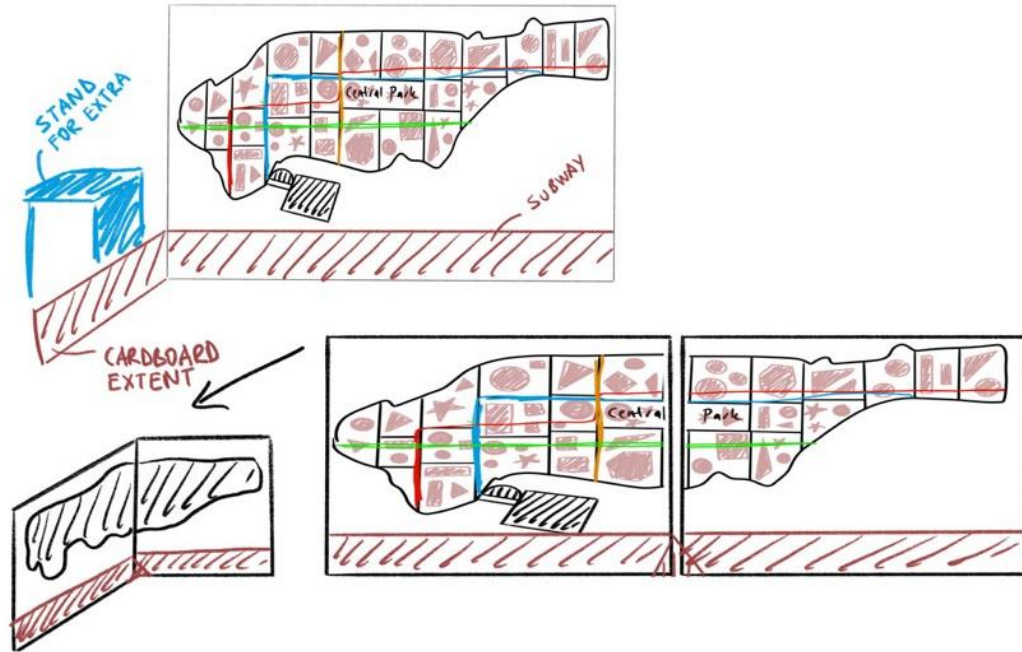 STAND
FOR EXTRA
Central Park
SUBWAY
CARDBOARD
EXTENT
Central
Park